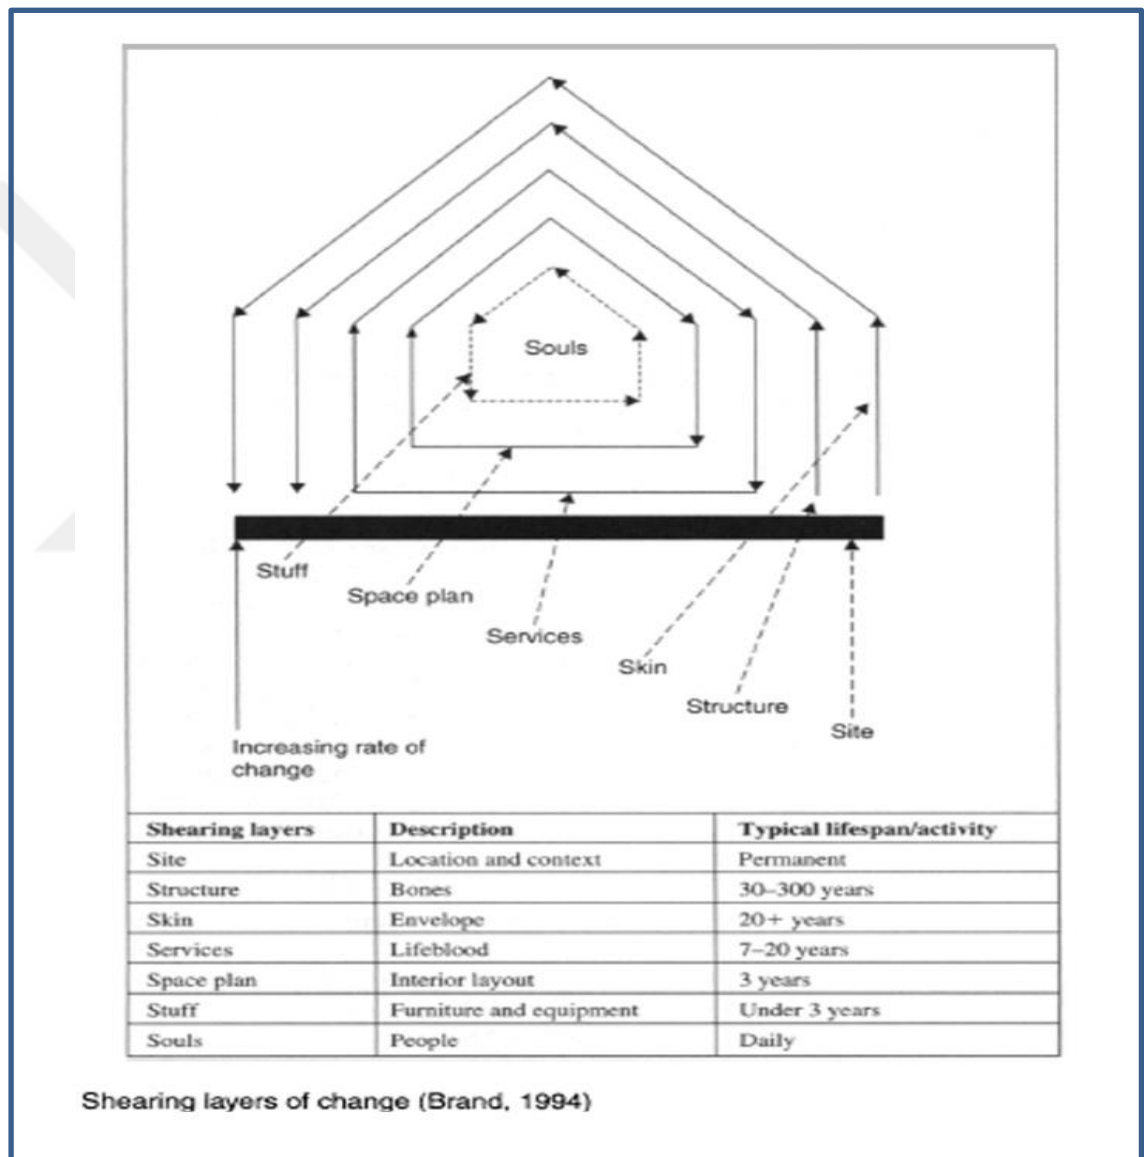 Souls
Stuff
Space plan
Services
Skin
Structure
Site
Increasing rate of
change
Shearing layers Description Typical lifespan/activity
Site Location and context Permanent
Structure Bones 30–300 years
Skin Envelope 20+ years
Services Lifeblood 7–20 years
Space plan Interior layout 3 years
Stuff Furniture and equipment Under 3 years
Souls People Daily
Shearing layers of change (Brand, 1994)